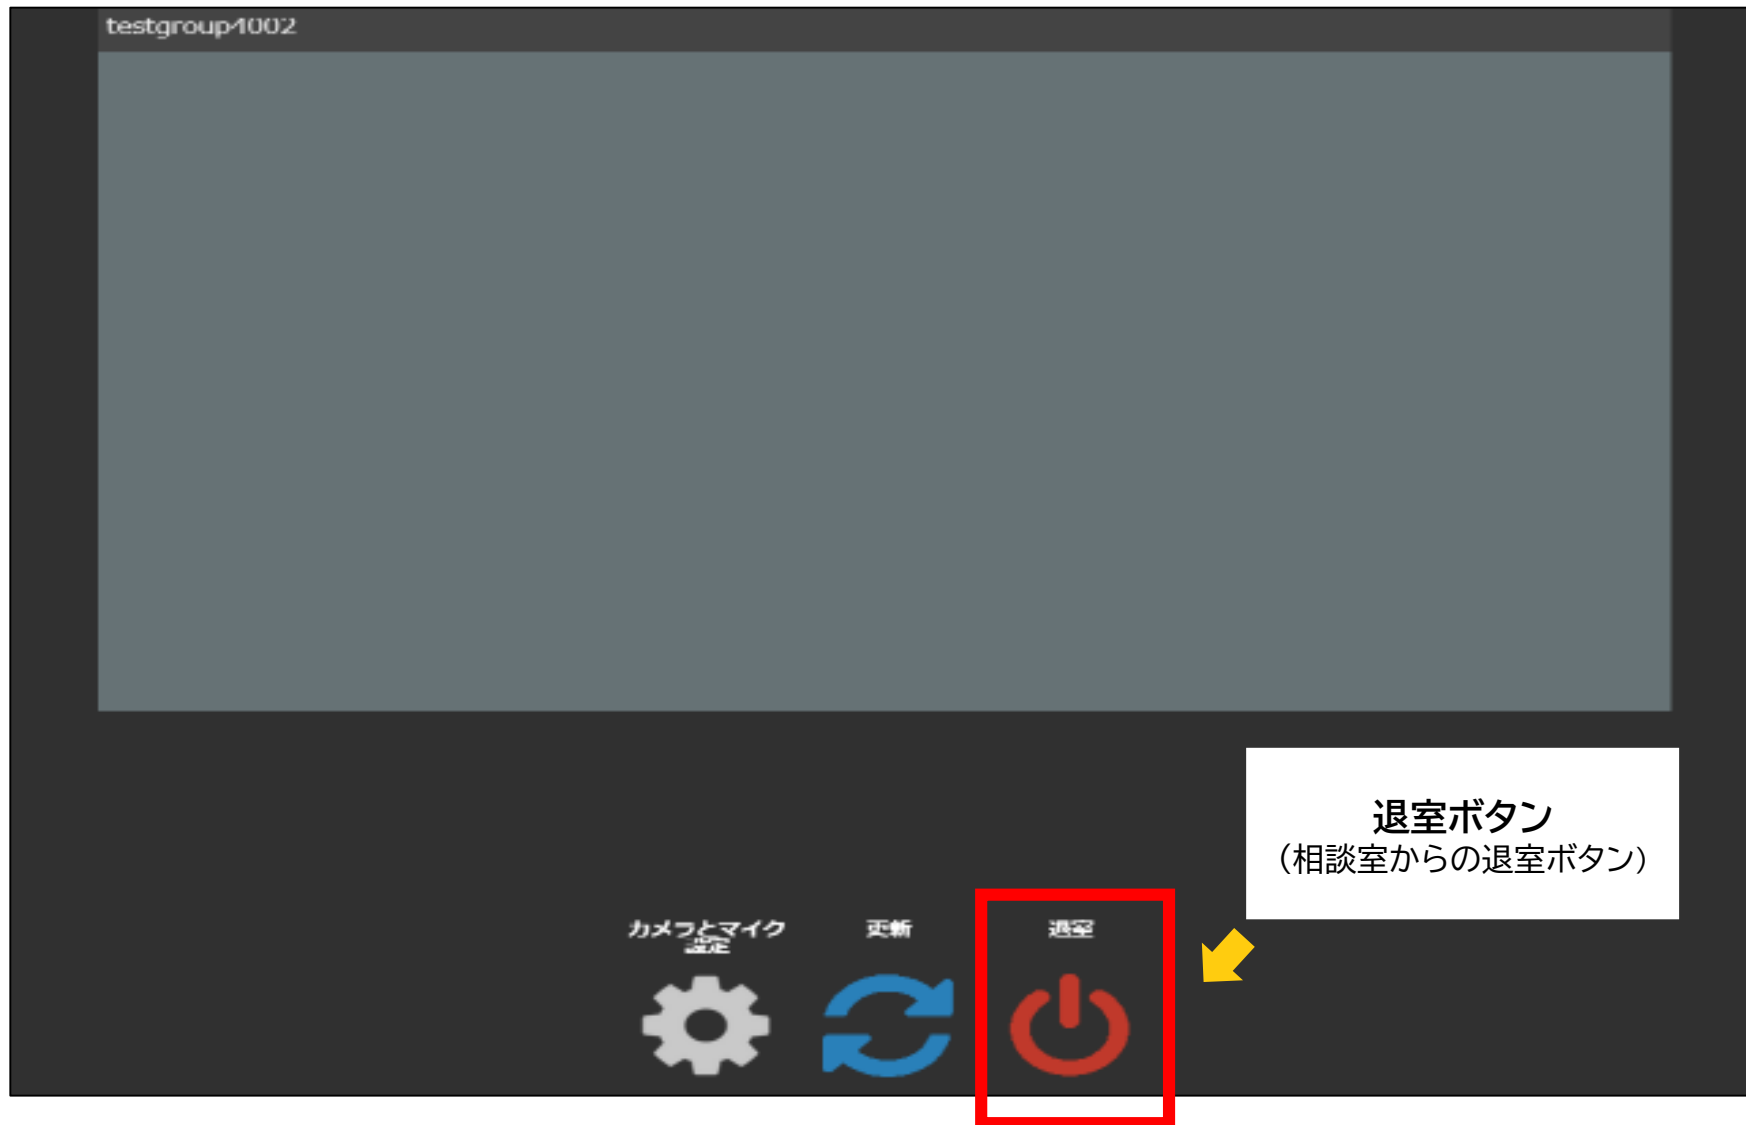 testgroup4002
退室ボタン
（相談室からの退室ボタン）
カメラとマイク
設定
更新
退室